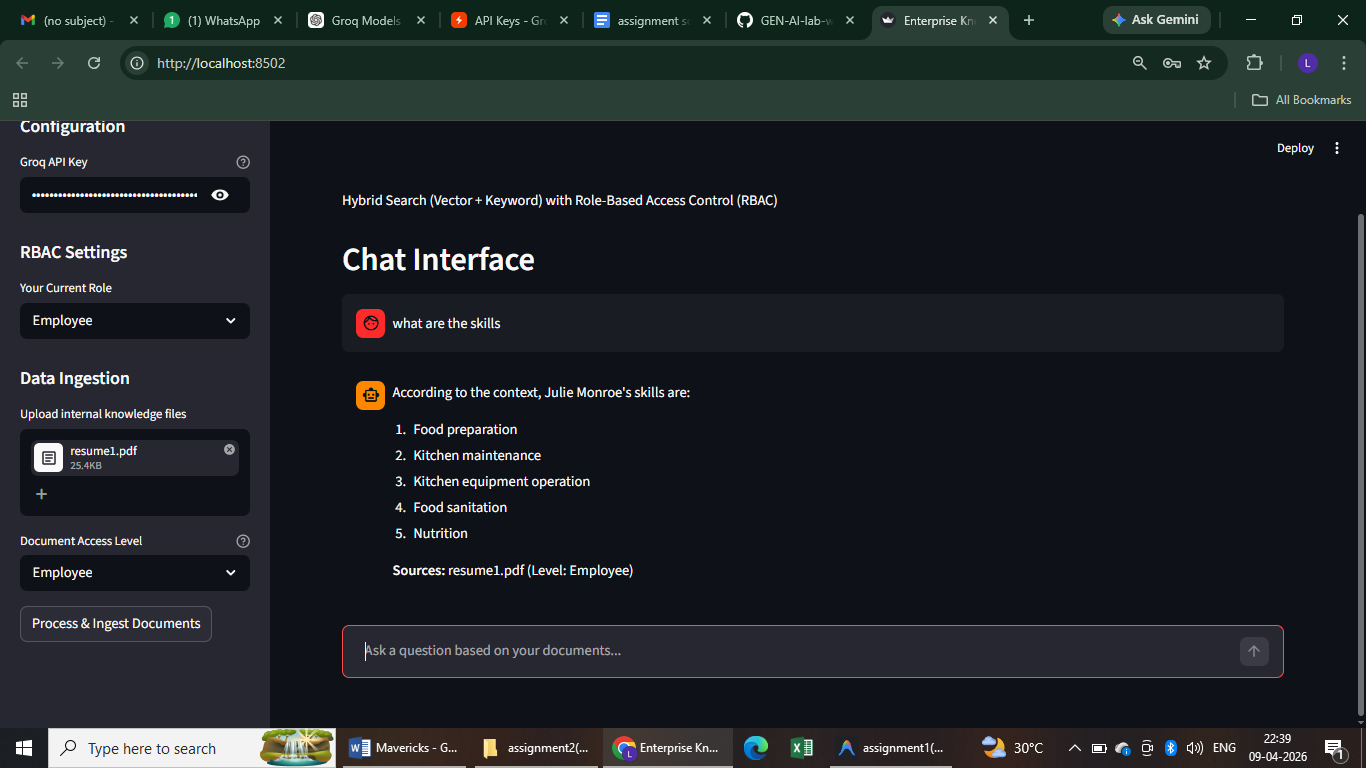 (no subject) -
(1) WhatsApp
Groq Models
API Keys - Gro
assignment so
GEN-AI-lab-w
Enterprise Kn
Ask Gemini
http://localhost:8502
L
All Bookmarks
Configuration
Groq API Key
RBAC Settings
Your Current Role
Employee
Data Ingestion
Upload internal knowledge files
resume1.pdf
25.4KB
Document Access Level
Employee
Process & Ingest Documents
Deploy
Hybrid Search (Vector + Keyword) with Role-Based Access Control (RBAC)
Chat Interface
what are the skills
According to the context, Julie Monroe's skills are:
1. Food preparation
2. Kitchen maintenance
3. Kitchen equipment operation
4. Food sanitation
5. Nutrition
Sources: resume1.pdf (Level: Employee)
Ask a question based on your documents...
Type here to search
Mavericks - G...
assignment2(...
Enterprise Kn...
assignment1(...
30°C
ENG
22:39
09-04-2026
1